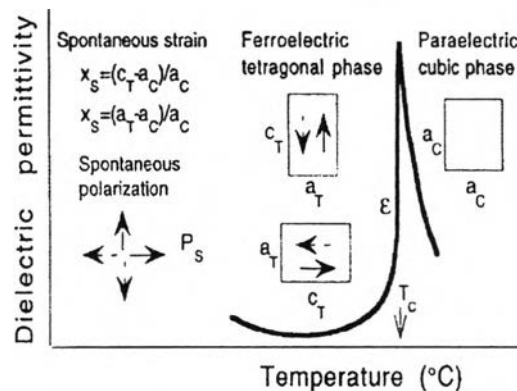 Dielectric permittivity
Spontaneous strain
x_S=(c_T-a_C)/a_C
x_S=(a_T-a_C)/a_C
Spontaneous
polarization
P_S
Ferroelectric
tetragonal phase
c_T
a_T
a_T
c_T
ε
T_C
Paraelectric
cubic phase
a_C
a_C
Temperature (°C)